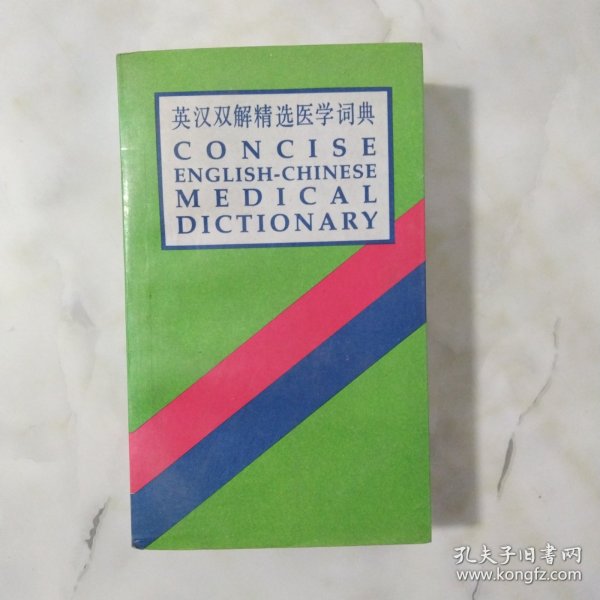 英汉双解精选医学词典
CONCISE
ENGLISH-CHINESE
MEDICAL
DICTIONARY
孔夫子旧书网
www.kongfz.com